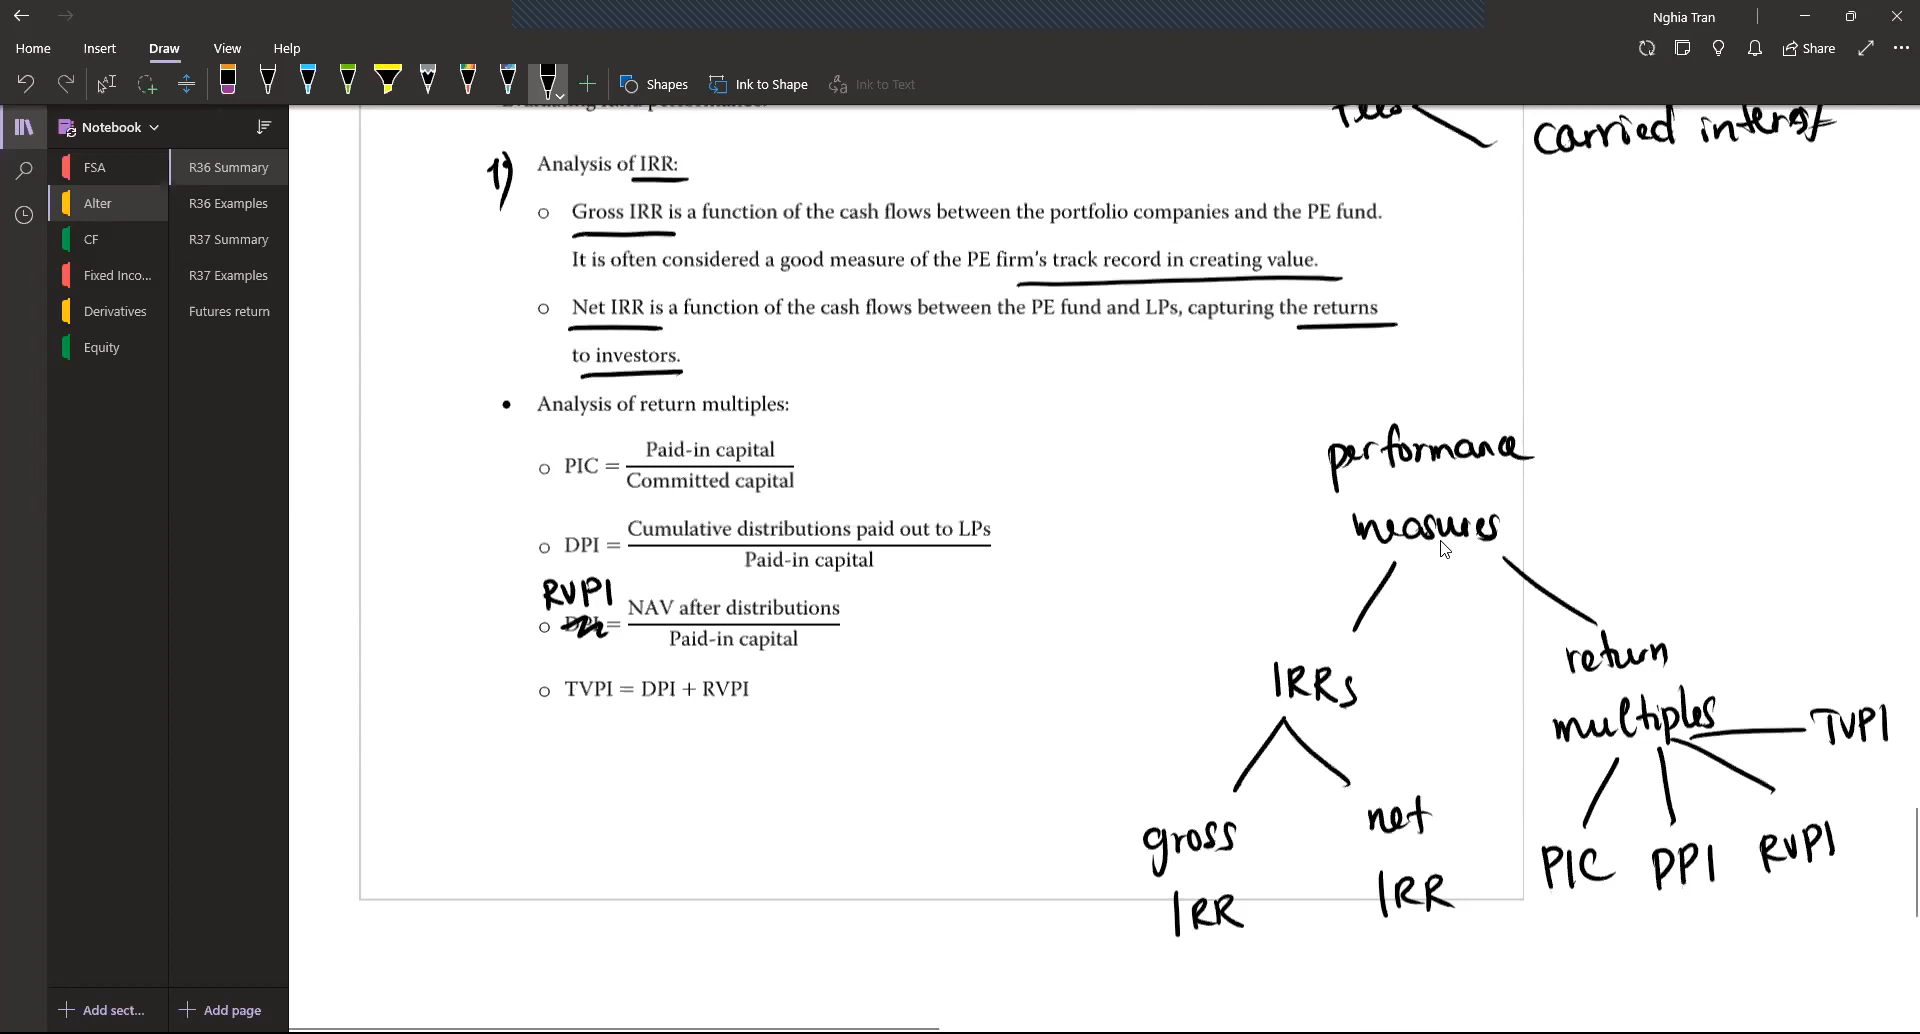 Nghia Tran
Home Insert Draw View Help
Share
Shapes
Ink to Shape
Ink to Text
Notebook
FSA
Alter
CF
Fixed Inco...
Derivatives
Equity
Add sect...
R36 Summary
R36 Examples
R37 Summary
R37 Examples
Futures return
Add page
fees
carried interest
1) Analysis of IRR:
Gross IRR is a function of the cash flows between the portfolio companies and the PE fund.
It is often considered a good measure of the PE firm's track record in creating value.
Net IRR is a function of the cash flows between the PE fund and LPs, capturing the returns
to investors.
Analysis of return multiples:
PIC = Paid-in capital
Committed capital
DPI = Cumulative distributions paid out to LPs
Paid-in capital
RVPI
DPI = NAV after distributions
Paid-in capital
TVPI = DPI + RVPI
performance
measures
IRRs
gross
IRR
net
IRR
return
multiples
TVPI
PIC
DPI
RVPI